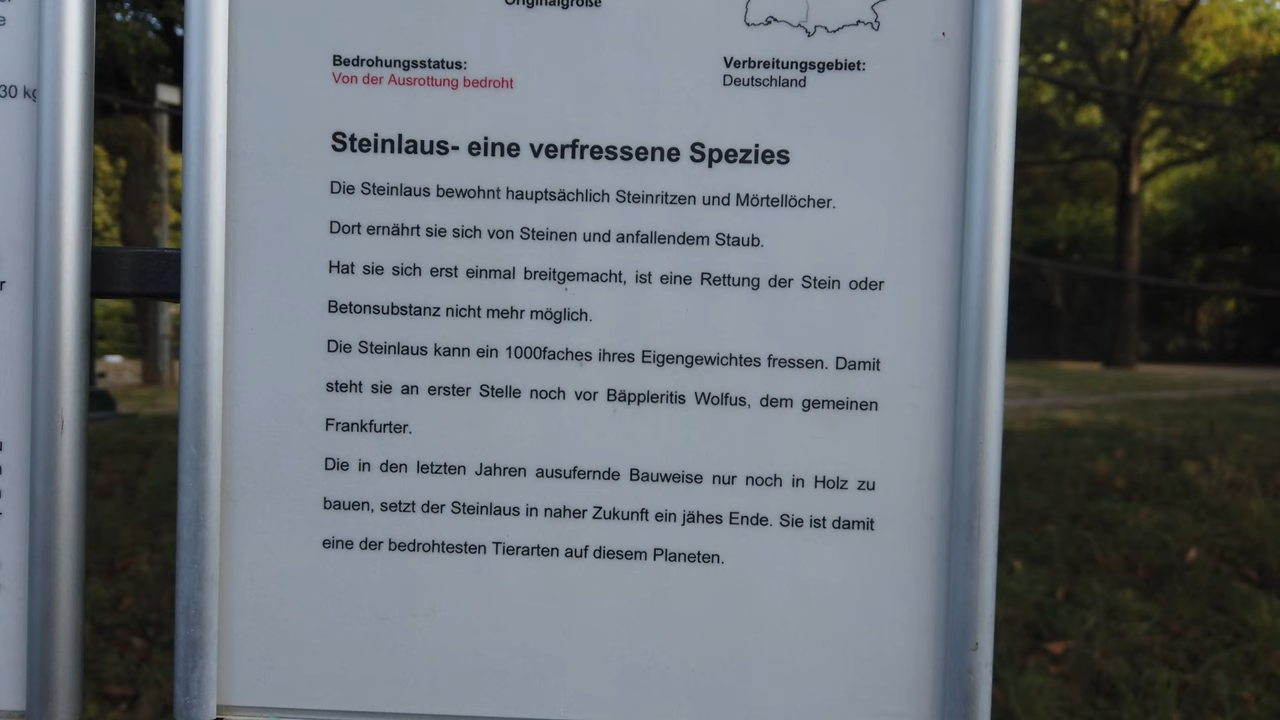 Originalgröße
30 kg
Bedrohungsstatus:
Von der Ausrottung bedroht
Verbreitungsgebiet:
Deutschland
Steinlaus- eine verfressene Spezies
Die Steinlaus bewohnt hauptsächlich Steinritzen und Mörtellöcher.
Dort ernährt sie sich von Steinen und anfallendem Staub.
Hat sie sich erst einmal breitgemacht, ist eine Rettung der Stein oder
Betonsubstanz nicht mehr möglich.
Die Steinlaus kann ein 1000faches ihres Eigengewichtes fressen. Damit
steht sie an erster Stelle noch vor Bäppleritis Wolfus, dem gemeinen
Frankfurter.
Die in den letzten Jahren ausufernde Bauweise nur noch in Holz zu
bauen, setzt der Steinlaus in naher Zukunft ein jähes Ende. Sie ist damit
eine der bedrohtesten Tierarten auf diesem Planeten.